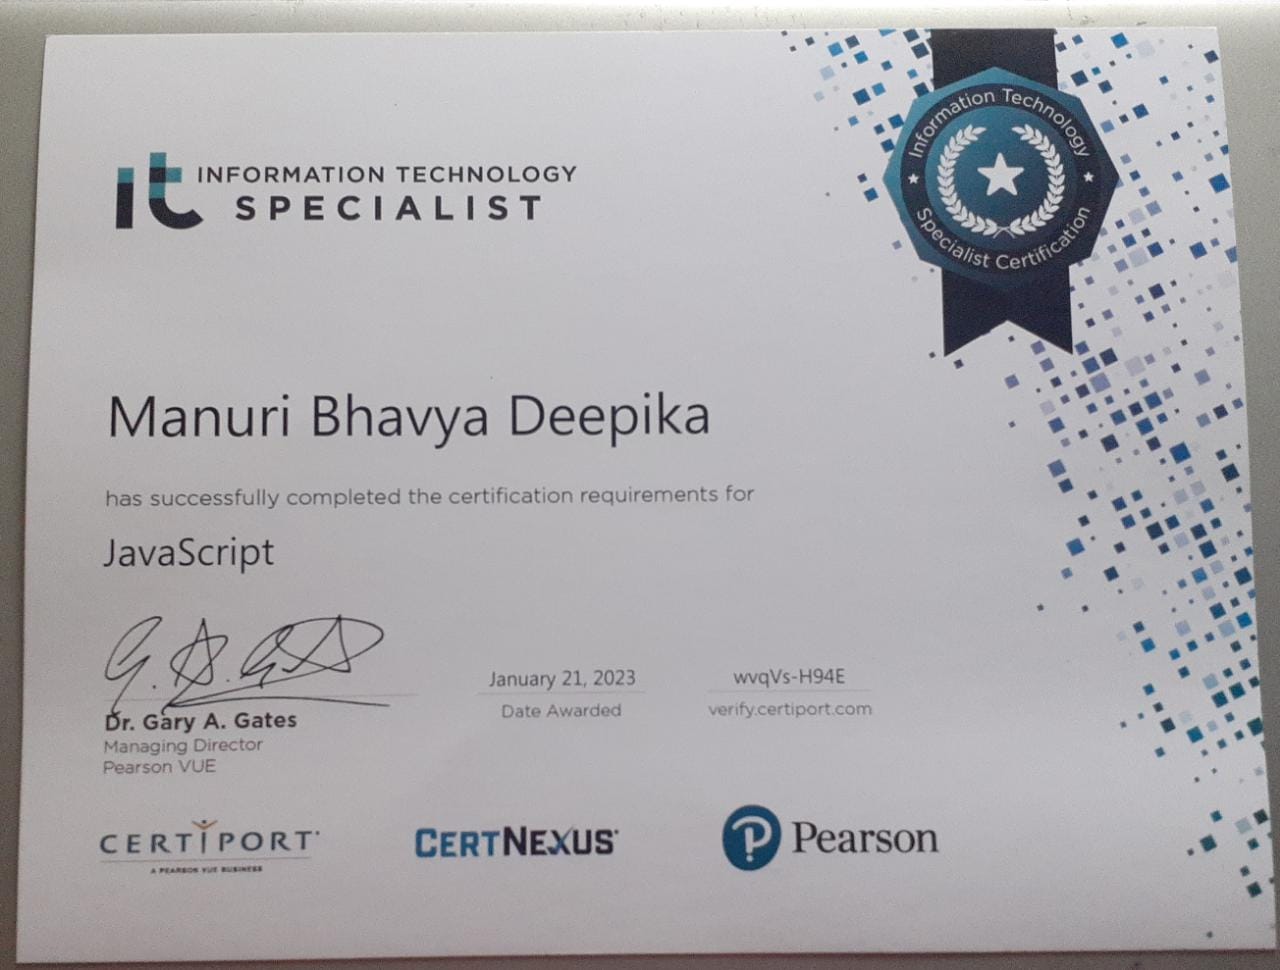 it INFORMATION TECHNOLOGY
SPECIALIST
Information Technology
Specialist Certification
Manuri Bhavya Deepika
has successfully completed the certification requirements for
JavaScript
G. A. Gates
Dr. Gary A. Gates
Managing Director
Pearson VUE
January 21, 2023
Date Awarded
wvqVs-H94E
verify.certiport.com
CERTIPORT
A PEARSON VUE BUSINESS
CERTNEXUS
P Pearson